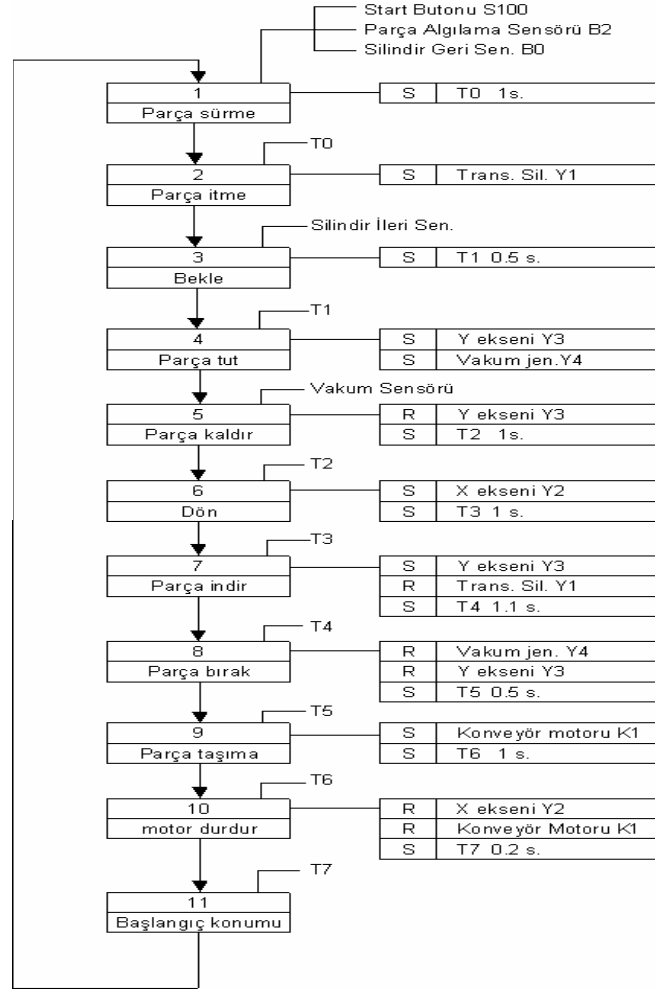 Start Butonu S100
Parça Algılama Sensörü B2
Silindir Geri Sen. B0
1
S T0 1s.
Parça sürme
T0
2
S Trans. Sil. Y1
Parça itme
Silindir İleri Sen.
3
S T1 0.5 s.
Bekle
T1
4
S Y ekseni Y3
Parça tut
S Vakum jen.Y4
Vakum Sensörü
5
R Y ekseni Y3
Parça kaldır
S T2 1s.
T2
6
S X ekseni Y2
Dön
S T3 1 s.
T3
7
S Y ekseni Y3
Parça indir
R Trans. Sil. Y1
S T4 1.1 s.
T4
8
R Vakum jen. Y4
Parça bırak
R Y ekseni Y3
S T5 0.5 s.
T5
9
S Konveyör motoru K1
Parça taşıma
S T6 1 s.
T6
10
R X ekseni Y2
motor durdur
R Konveyör Motoru K1
S T7 0.2 s.
T7
11
Başlangıç konumu